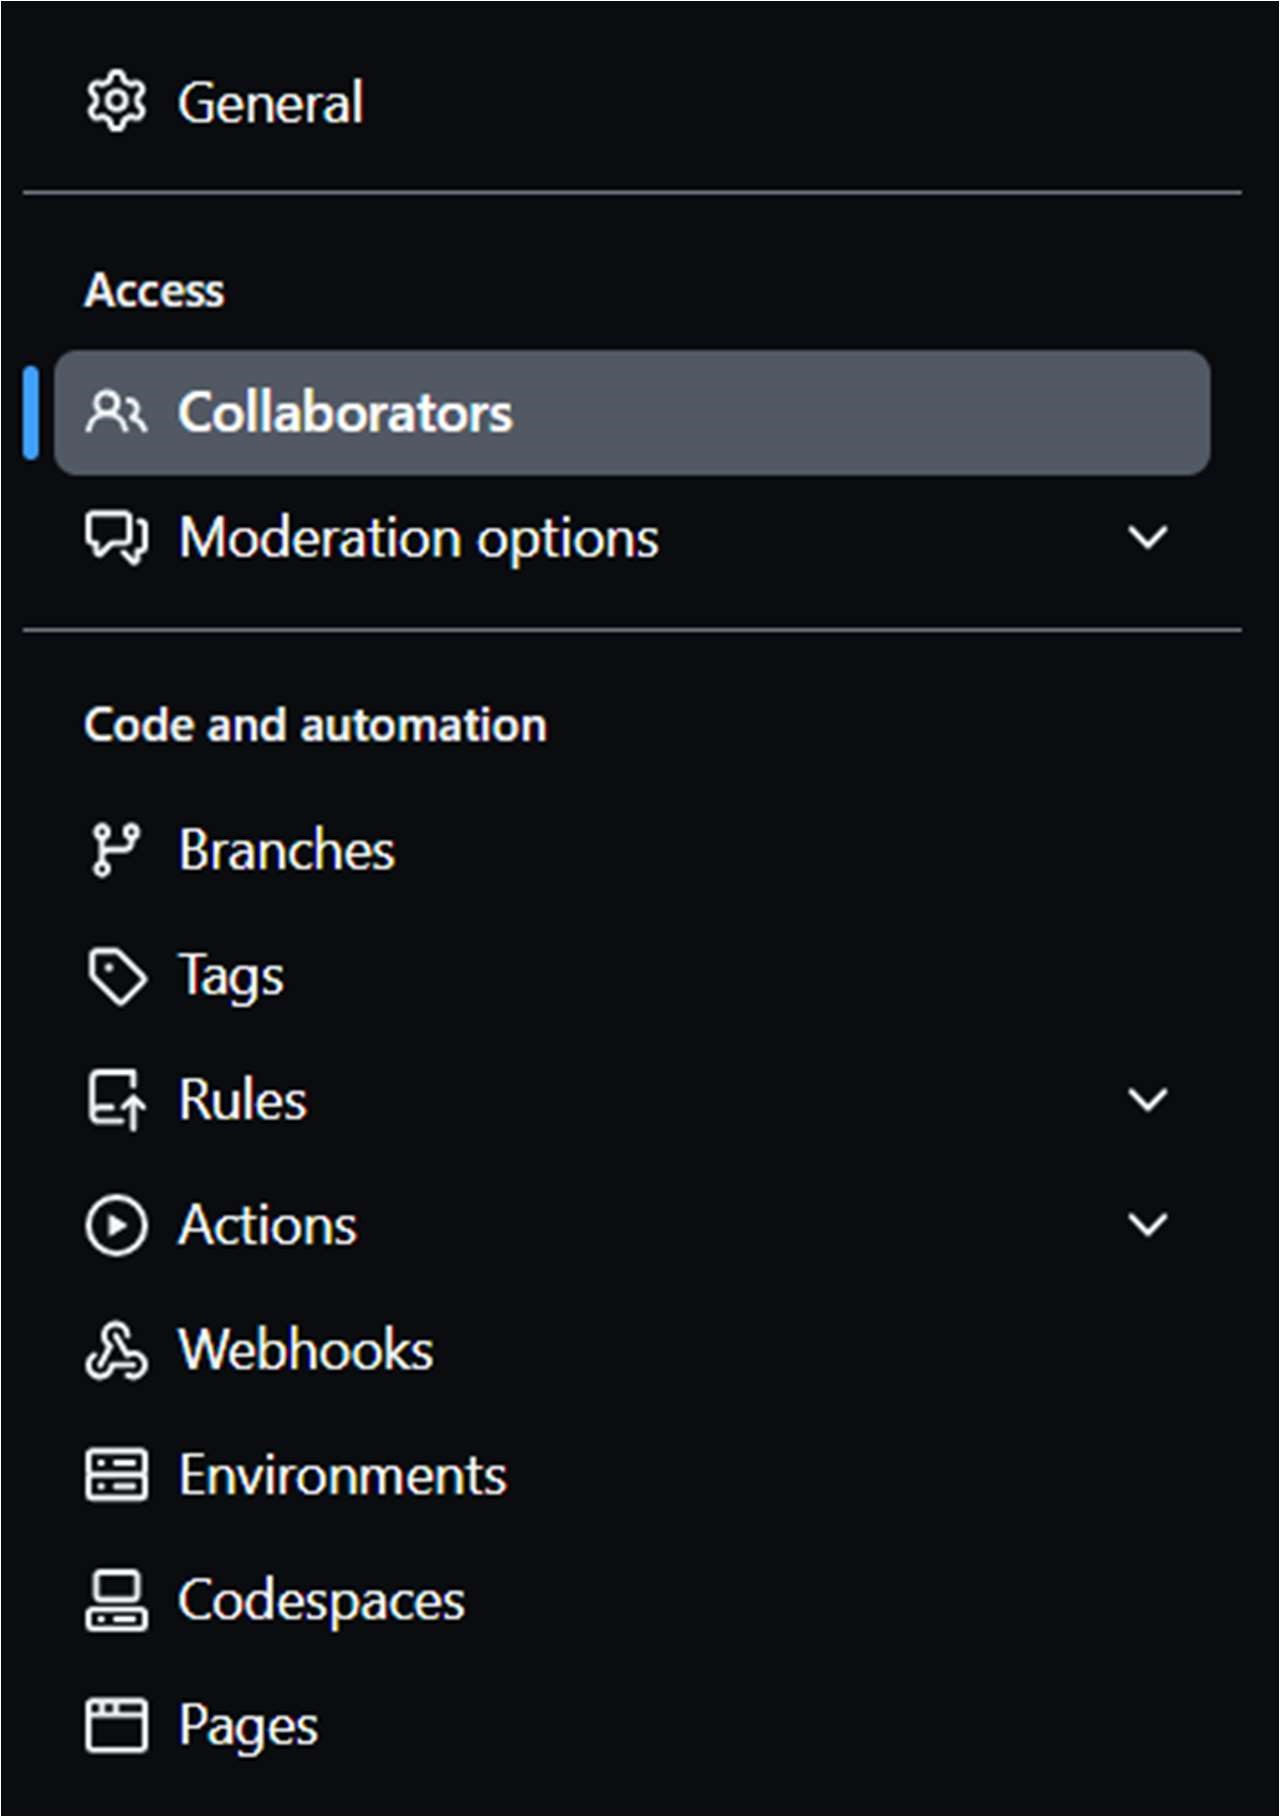 General
Access
Collaborators
Moderation options
Code and automation
Branches
Tags
Rules
Actions
Webhooks
Environments
Codespaces
Pages